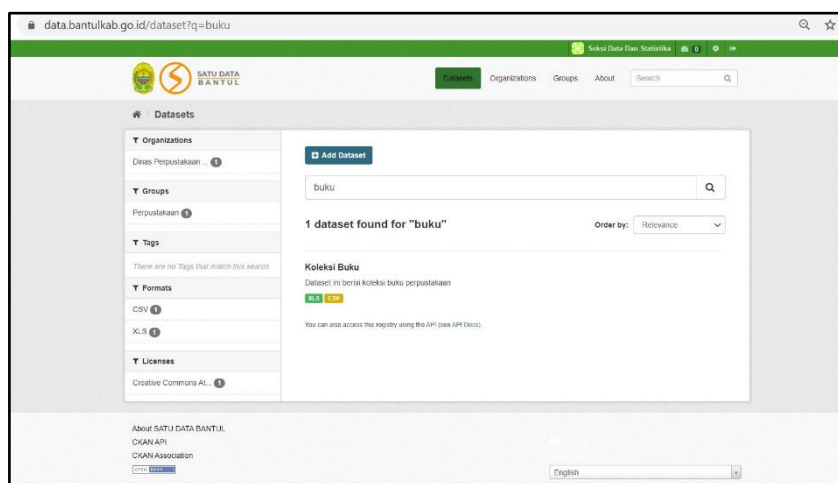 data.bantulkab.go.id/dataset?q=buku
Seksi Data Dan Statistika 0
SATU DATA
BANTUL
Datasets Organizations Groups About Search
Datasets
Organizations
Dinas Perpustakaan ... 1
Groups
Perpustakaan 1
Tags
There are no Tags that match this search
Formats
CSV 1
XLS 1
Licenses
Creative Commons At... 1
Add Dataset
buku
1 dataset found for "buku"
Order by: Relevance
Koleksi Buku
Dataset ini berisi koleksi buku perpustakaan
XLS CSV
You can also access this registry using the API (see API Docs).
About SATU DATA BANTUL
CKAN API
CKAN Association
OPEN DATA
English